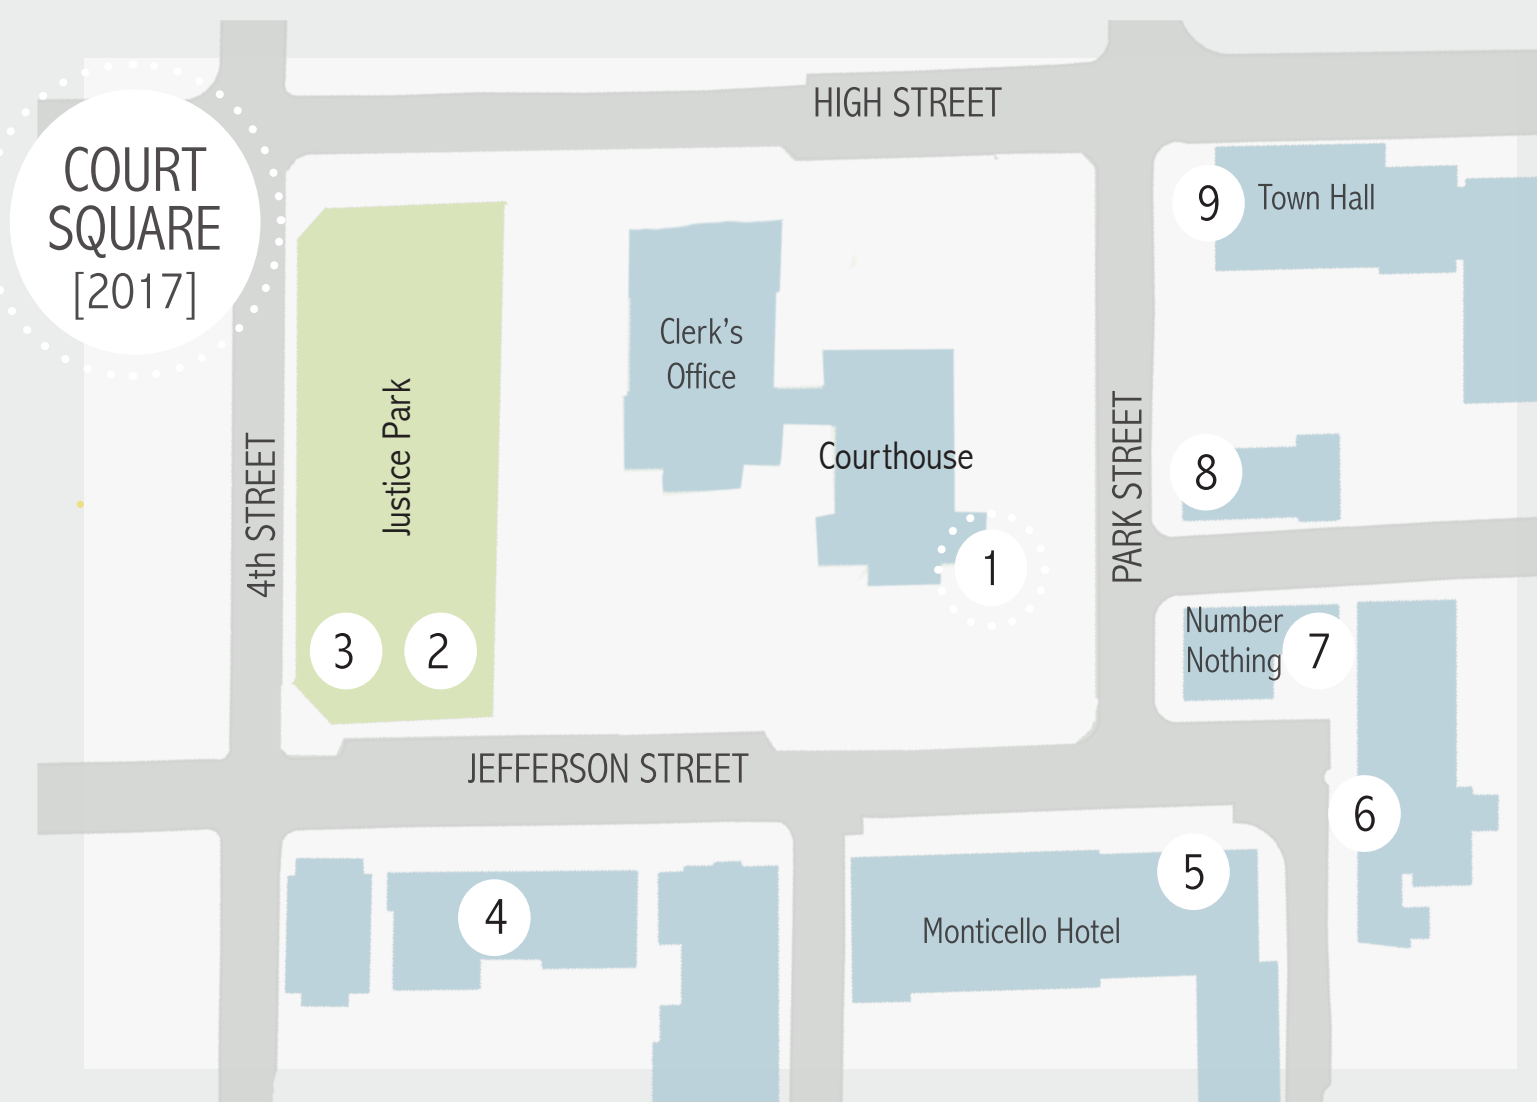 COURT
SQUARE
[2017]
HIGH STREET
9
Town Hall
Clerk's
Office
Justice Park
Courthouse
4th STREET
PARK STREET
8
1
3
2
Number
Nothing
7
JEFFERSON STREET
6
5
4
Monticello Hotel